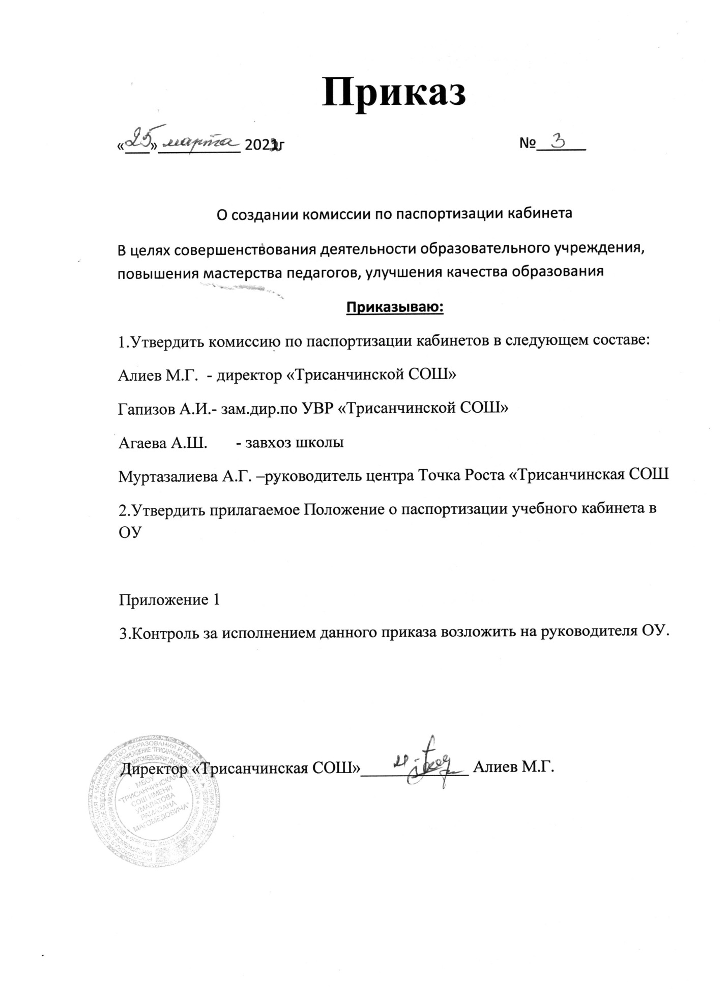 Приказ
«25» марта 2022г №3
О создании комиссии по паспортизации кабинета
В целях совершенствования деятельности образовательного учреждения,
повышения мастерства педагогов, улучшения качества образования
Приказываю:
1.Утвердить комиссию по паспортизации кабинетов в следующем составе:
Алиев М.Г. - директор «Трисанчинской СОШ»
Гапизов А.И.- зам.дир.по УВР «Трисанчинской СОШ»
Агаева А.Ш. - завхоз школы
Муртазалиева А.Г. –руководитель центра Точка Роста «Трисанчинская СОШ
2.Утвердить прилагаемое Положение о паспортизации учебного кабинета в
ОУ
Приложение 1
3.Контроль за исполнением данного приказа возложить на руководителя ОУ.
Директор «Трисанчинская СОШ»_____________ Алиев М.Г.
МБОУ
"ТРИСАНЧИНСКАЯ
СОШ ИМЕНИ
УМАЛАТОВА
РАМАЗАНА
МАГОМЕДОВИЧА"